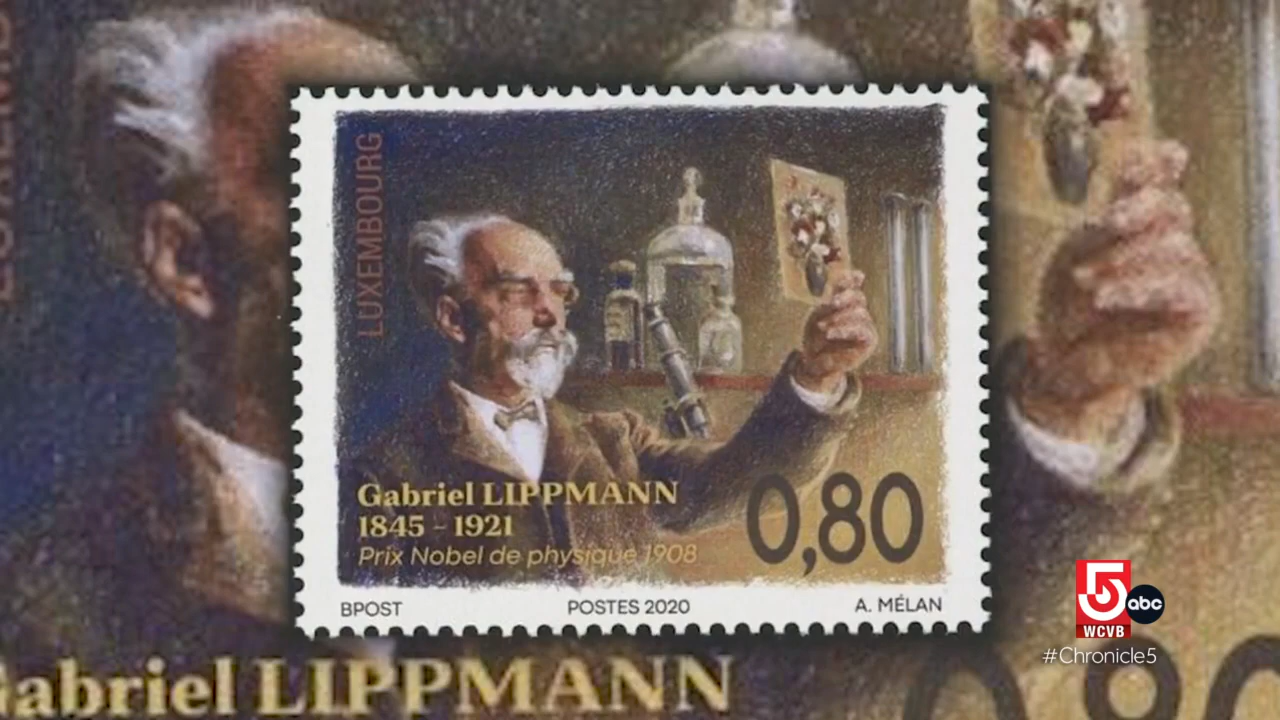 LUXEMBOURG
Gabriel LIPPMANN
1845 - 1921
Prix Nobel de physique 1908
0,80
BPOST
POSTES 2020
A. MÉLAN
5
abc
WCVB
#Chronicle5
Gabriel LIPPMANN